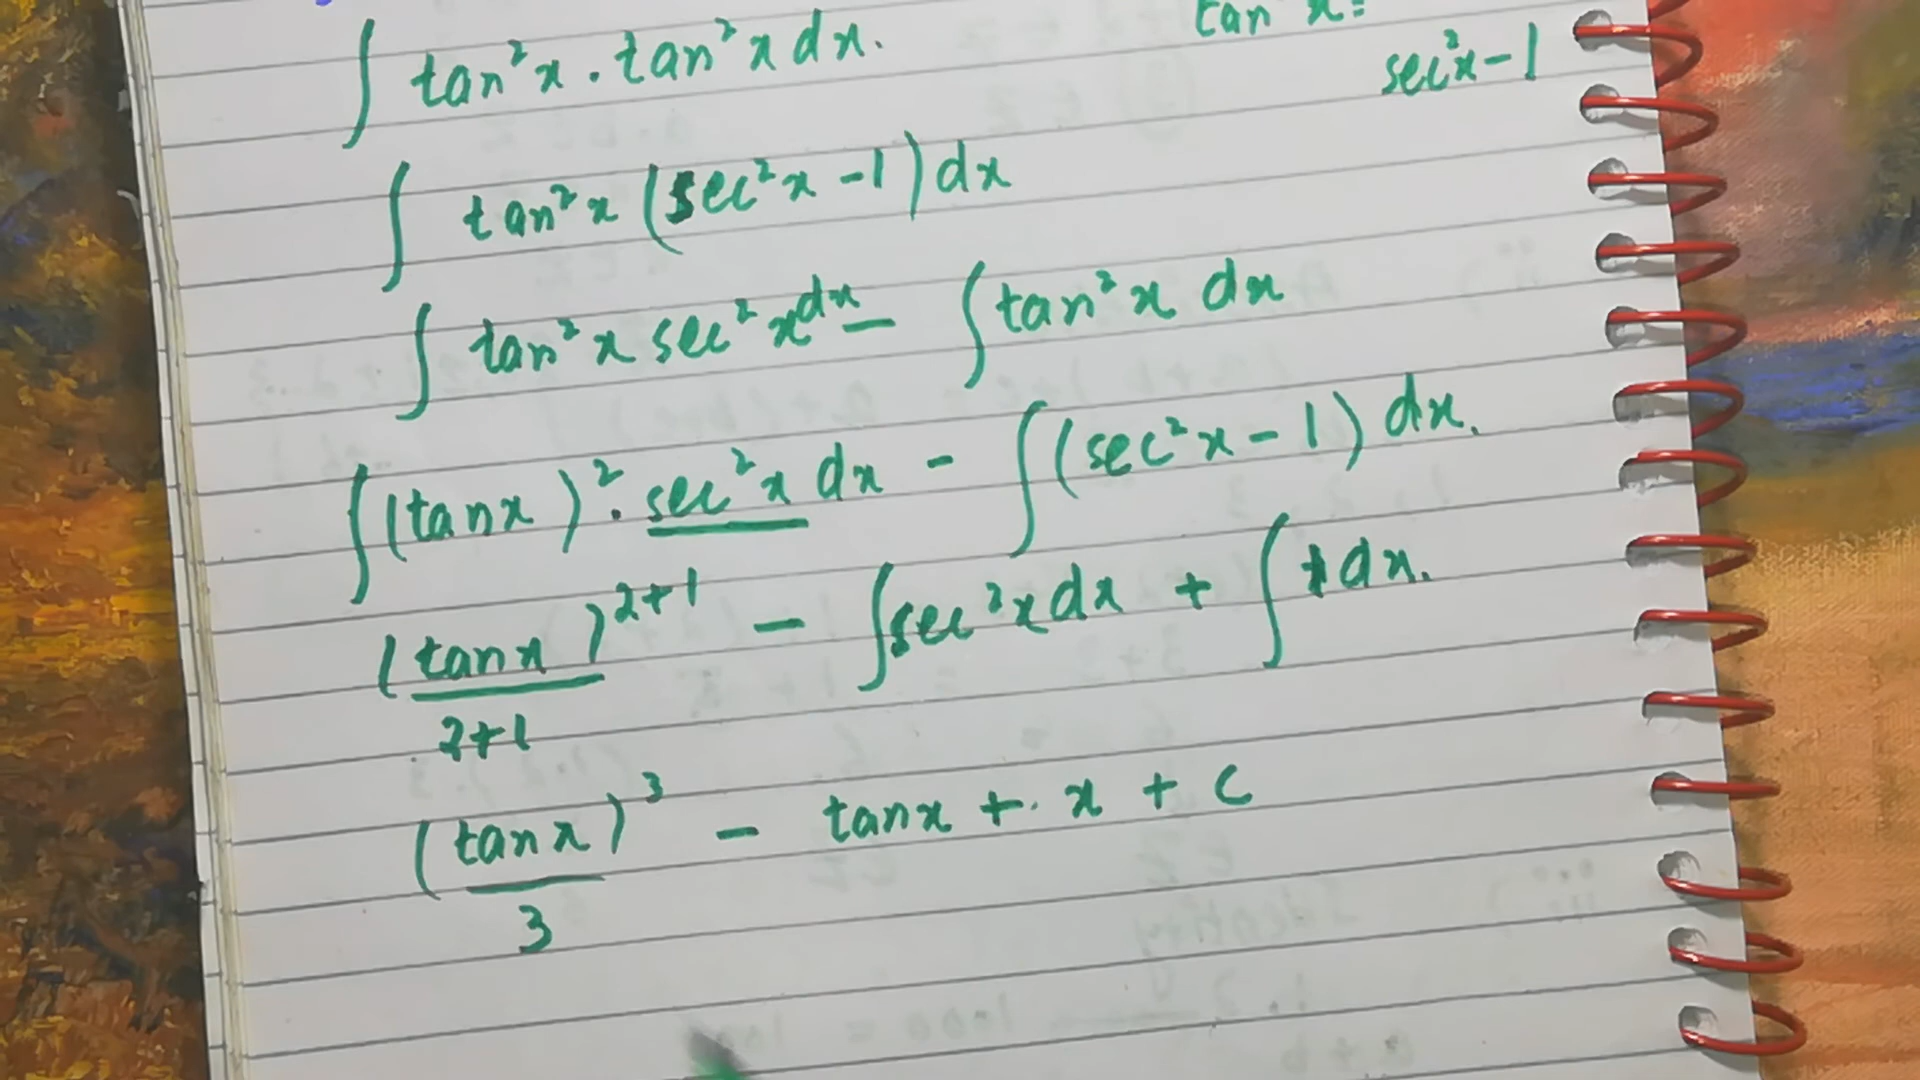 ∫ tan²x . tan²x dx.
tan x =
sec²x - 1
∫ tan²x (sec²x - 1) dx
∫ tan²x sec²x dx - ∫ tan²x dx
∫ (tanx)² . sec²x dx - ∫ (sec²x - 1) dx.
(tanx)²⁺¹ / 2+1 - ∫ sec²x dx + ∫ 1 dx.
(tanx)³ / 3 - tanx + x + c